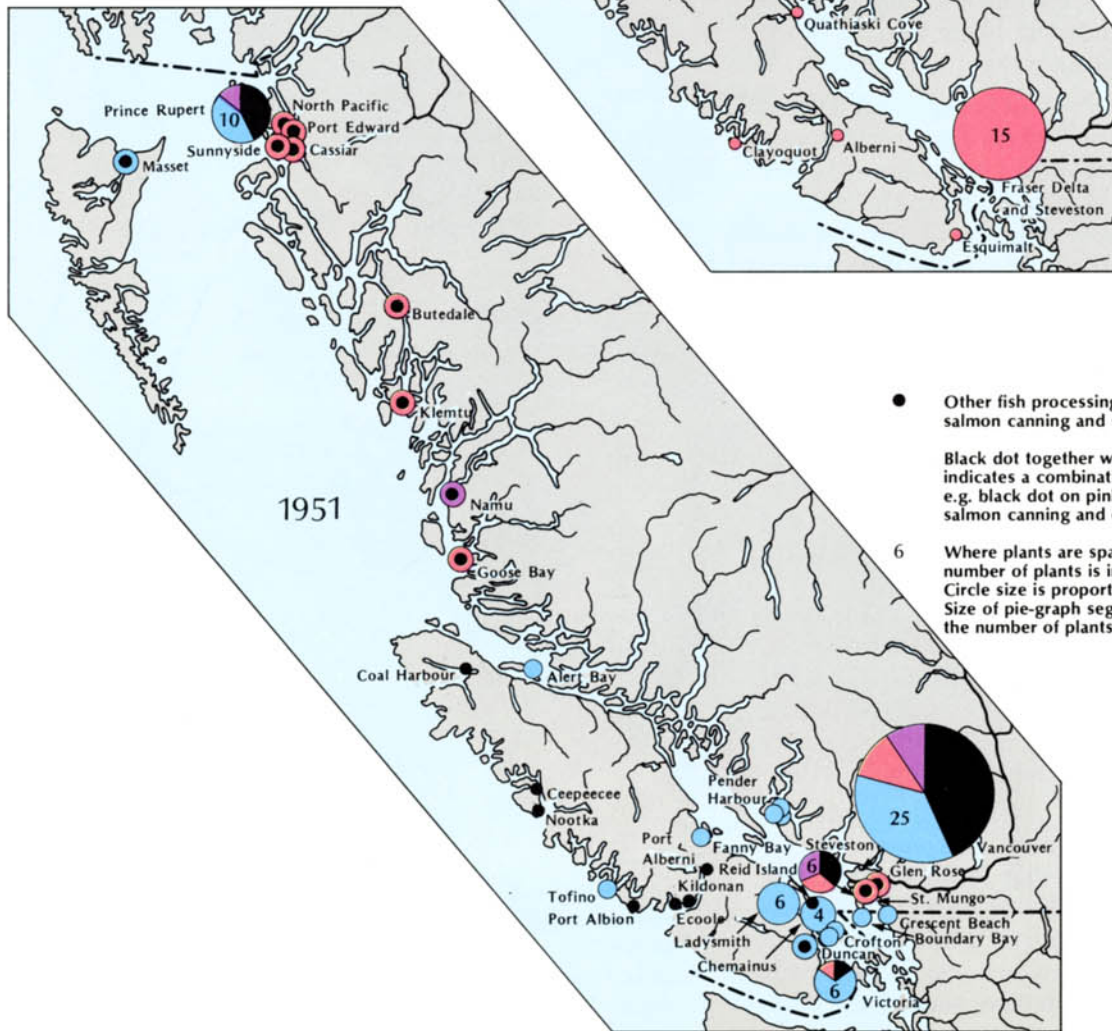 Quathiaski Cove
Clayoquot
Alberni
15
Fraser Delta
and Steveston
Esquimalt
Prince Rupert
10
North Pacific
Port Edward
Sunnyside
Cassiar
Masset
Butedale
Klemtu
1951
Namu
Goose Bay
Coal Harbour
Alert Bay
Ceepeecee
Nootka
Pender
Harbour
25
Vancouver
Port
Alberni
Fanny Bay
Steveston
6
Reid Island
Glen Rose
Kildonan
St. Mungo
Tofino
Port Albion
Ecoole
6
4
Crescent Beach
Boundary Bay
Ladysmith
Crofton
Duncan
Chemainus
6
Victoria
Other fish processing
salmon canning and
Black dot together w
indicates a combinat
e.g. black dot on pin
salmon canning and
6
Where plants are spa
number of plants is i
Circle size is proport
Size of pie-graph seg
the number of plants